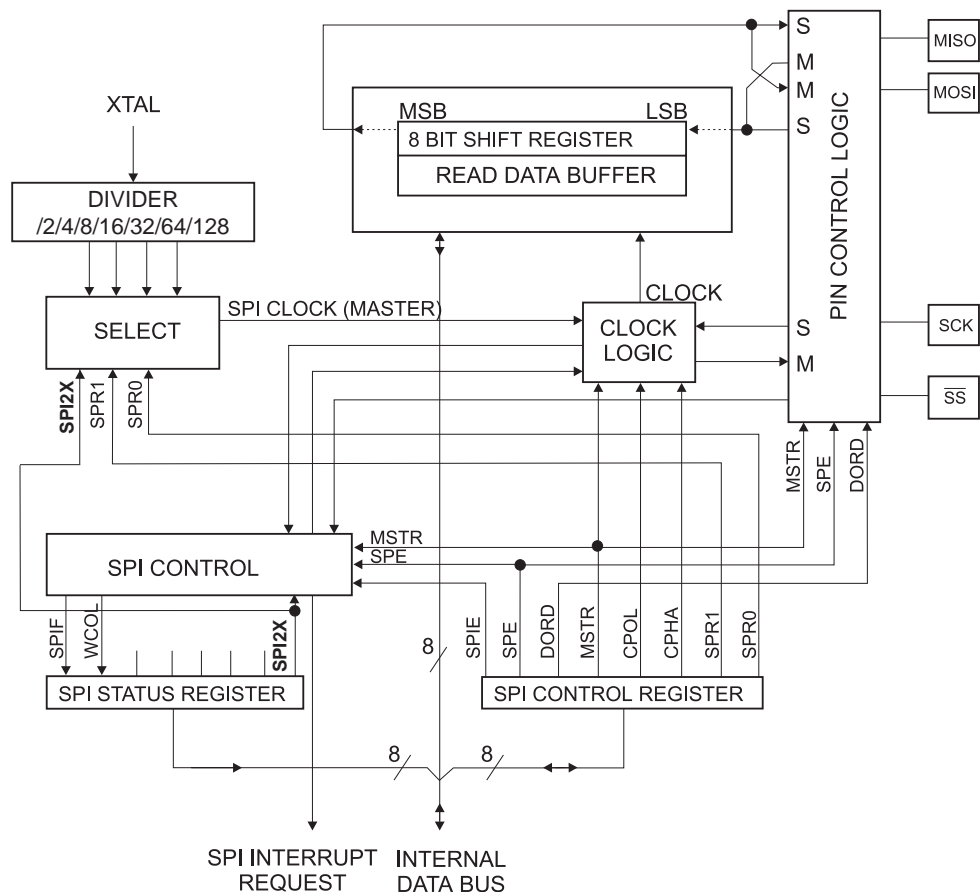 S
MISO
M
M
MOSI
XTAL
MSB
LSB
S
8 BIT SHIFT REGISTER
READ DATA BUFFER
PIN CONTROL LOGIC
DIVIDER
/2/4/8/16/32/64/128
SPI CLOCK (MASTER)
CLOCK
SELECT
CLOCK
LOGIC
S
SCK
M
SPI2X
SPR1
SPR0
SS
MSTR
SPE
DORD
MSTR
SPE
SPI CONTROL
SPIF
WCOL
SPI2X
8
SPIE
SPE
DORD
MSTR
CPOL
CPHA
SPR1
SPR0
SPI STATUS REGISTER
SPI CONTROL REGISTER
8
8
SPI INTERRUPT
REQUEST
INTERNAL
DATA BUS